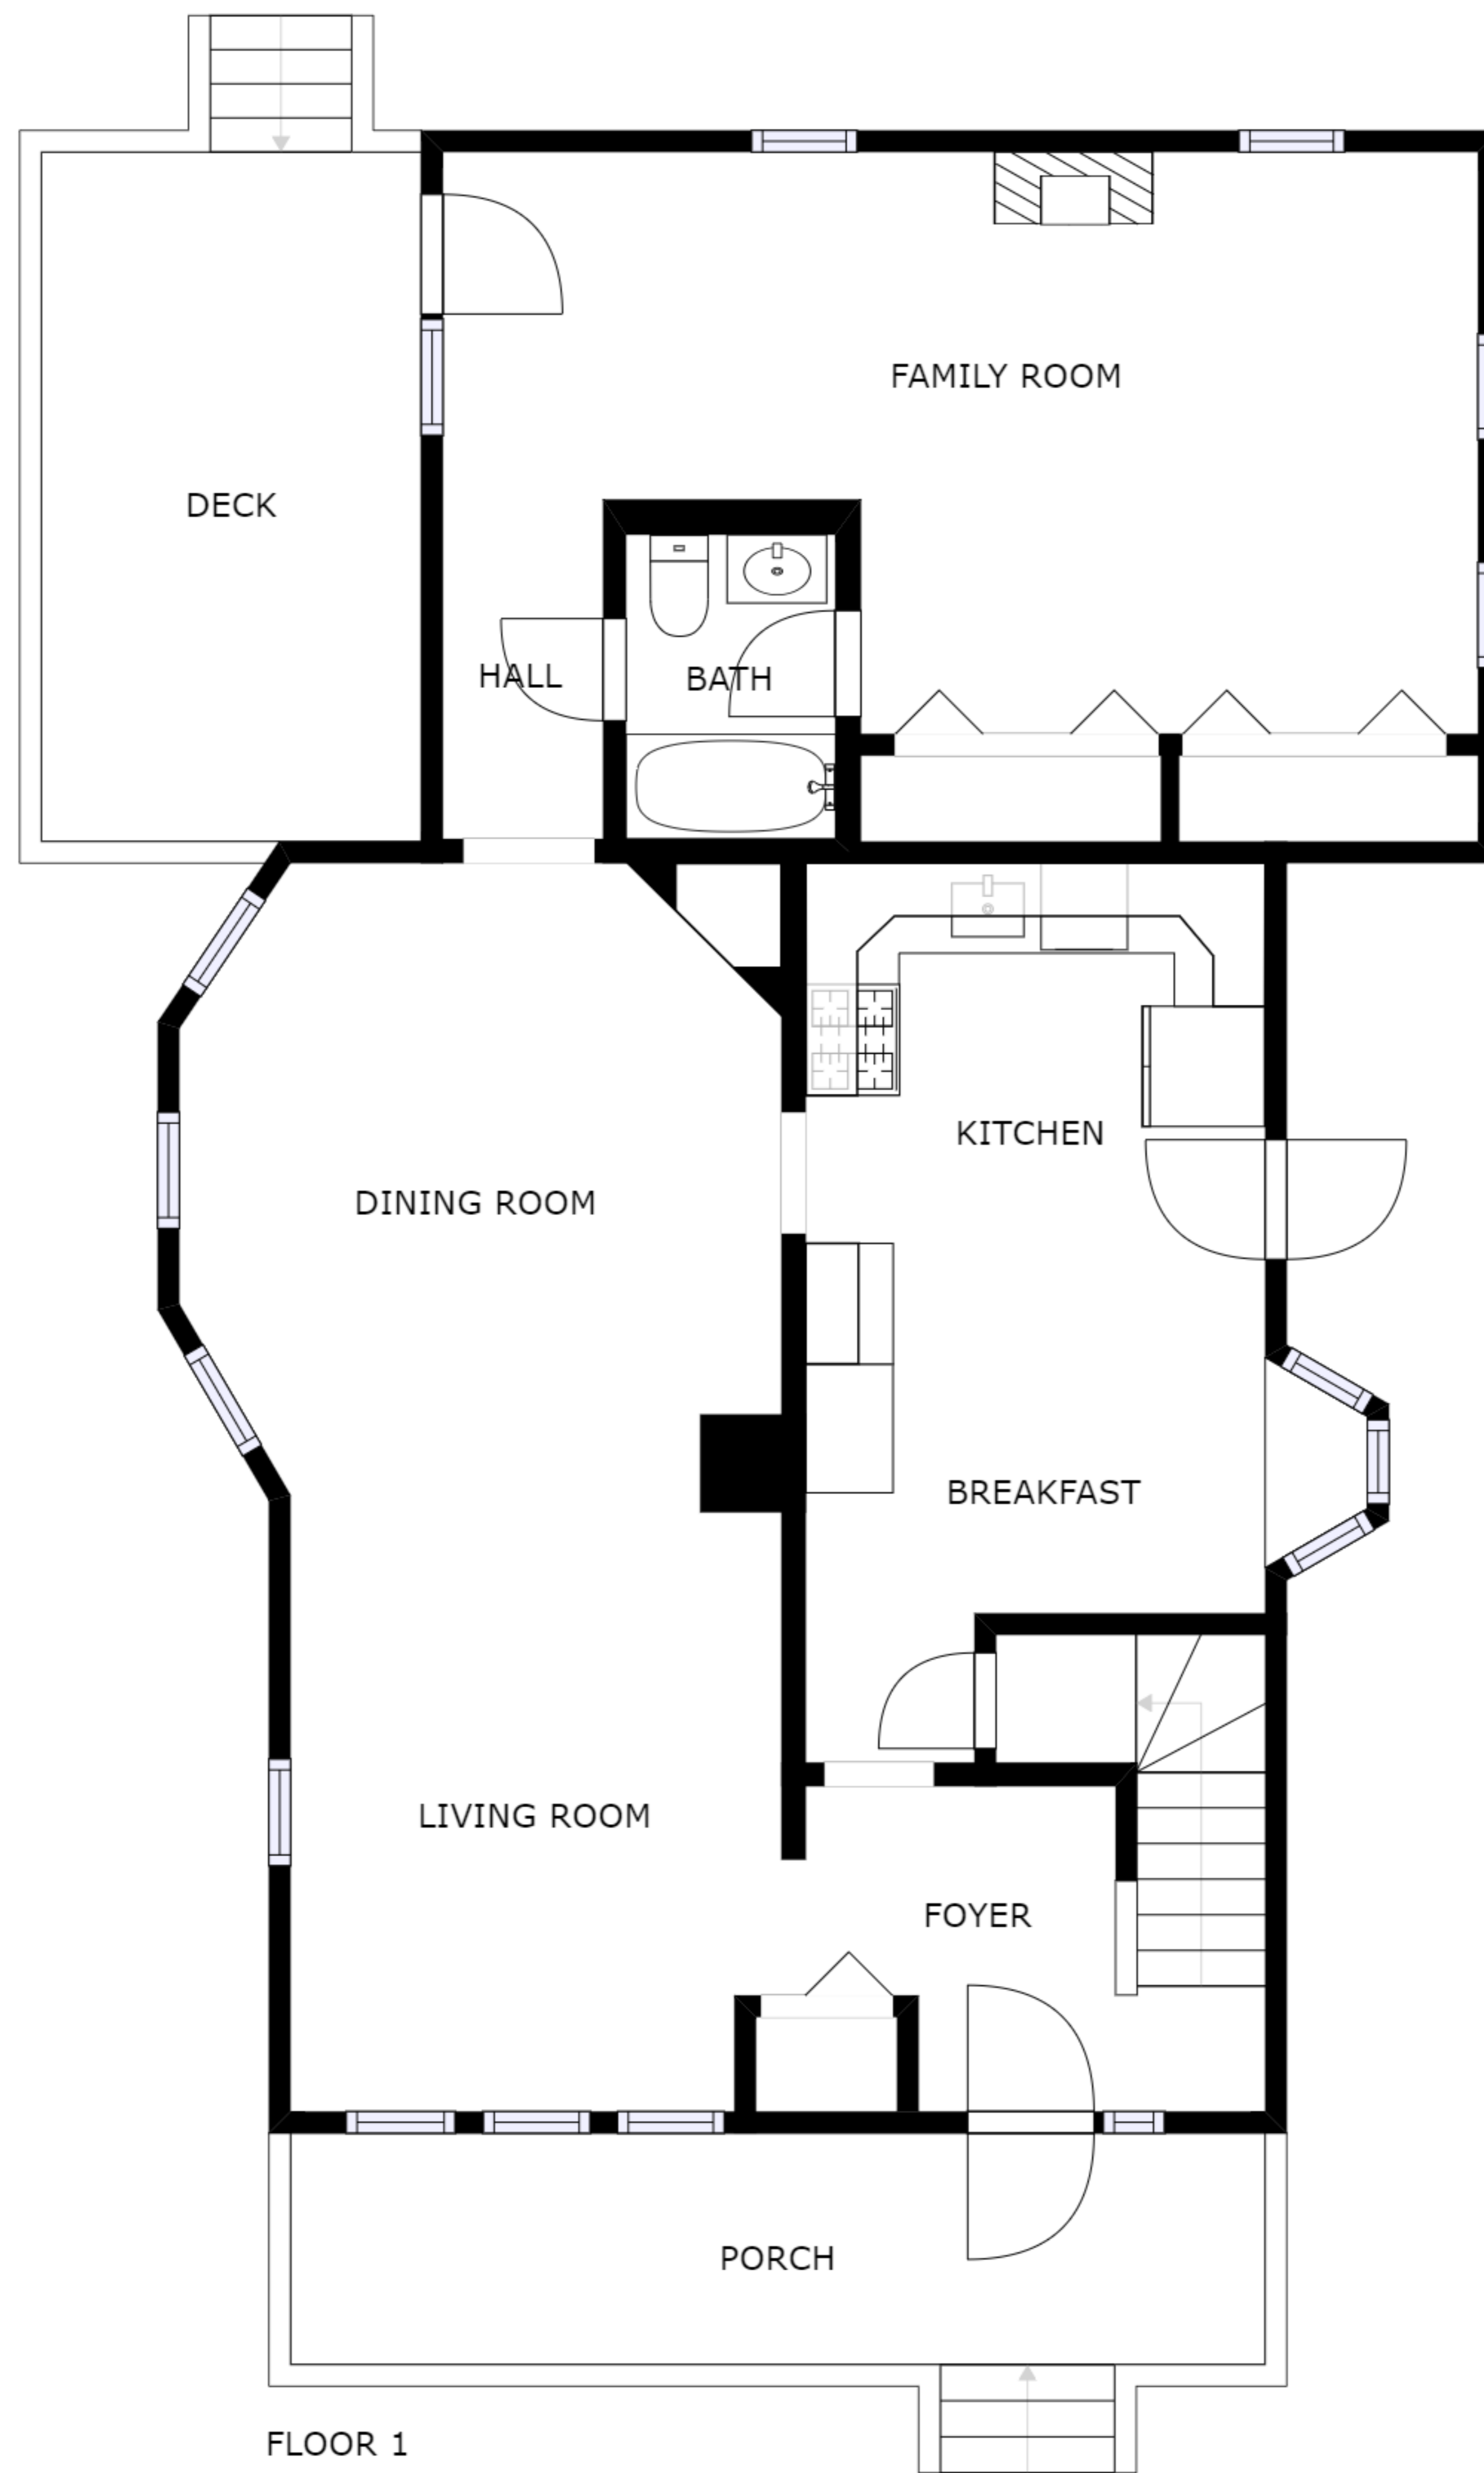 FAMILY ROOM
DECK
HALL
BATH
KITCHEN
DINING ROOM
BREAKFAST
LIVING ROOM
FOYER
PORCH
FLOOR 1